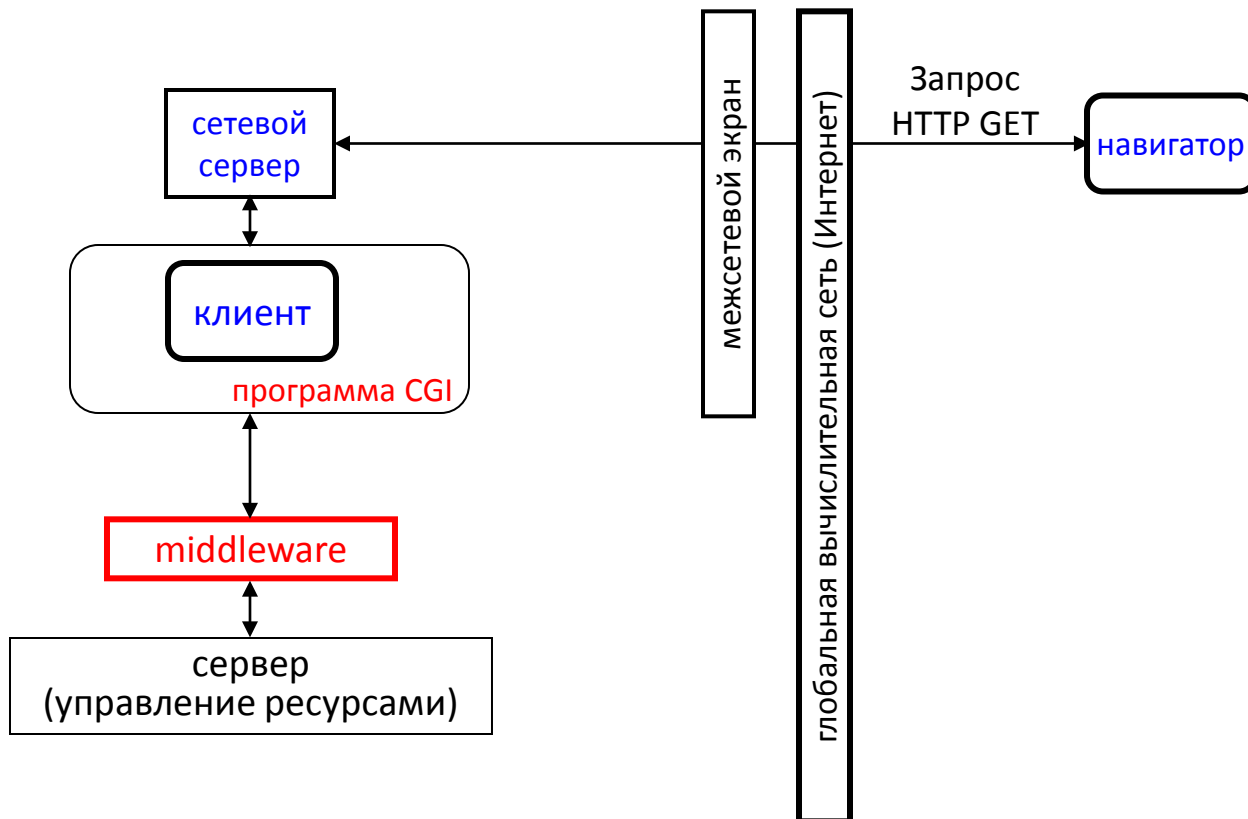 Запрос
HTTP GET
сетевой
сервер
навигатор
межсетевой экран
глобальная вычислительная сеть (Интернет)
клиент
программа CGI
middleware
сервер
(управление ресурсами)